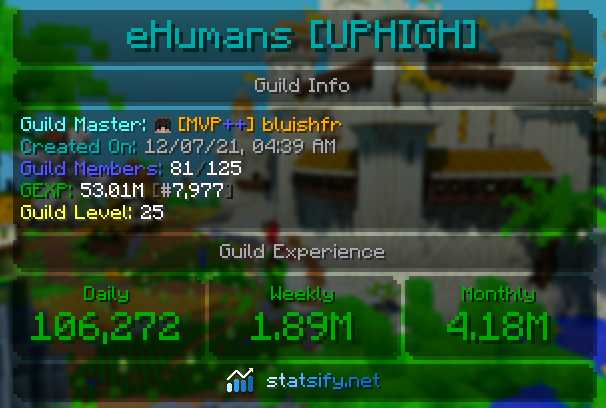 eHumans [UPHIGH]
Guild Info
Guild Master: [MVP++] bluishfr
Created On: 12/07/21, 04:39 AM
Guild Members: 81/125
GEXP: 53.01M [#7,977]
Guild Level: 25
Guild Experience
Daily Weekly Monthly
106,272 1.89M 4.18M
statsify.net